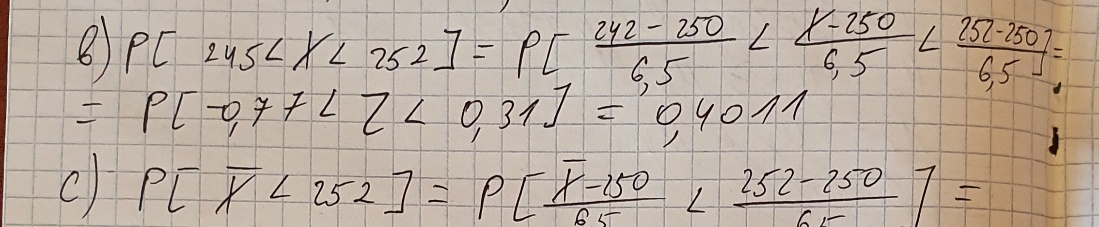 b) P[ 245 < X < 252 ] = P[ (242 - 250)/6,5 < (X - 250)/6,5 < (252 - 250)/6,5 ] =
= P[ -0,77 < Z < 0,31 ] = 0,4011
c) P[ X̄ < 252 ] = P[ (X̄ - 250)/6,5 < (252 - 250)/6,5 ] =